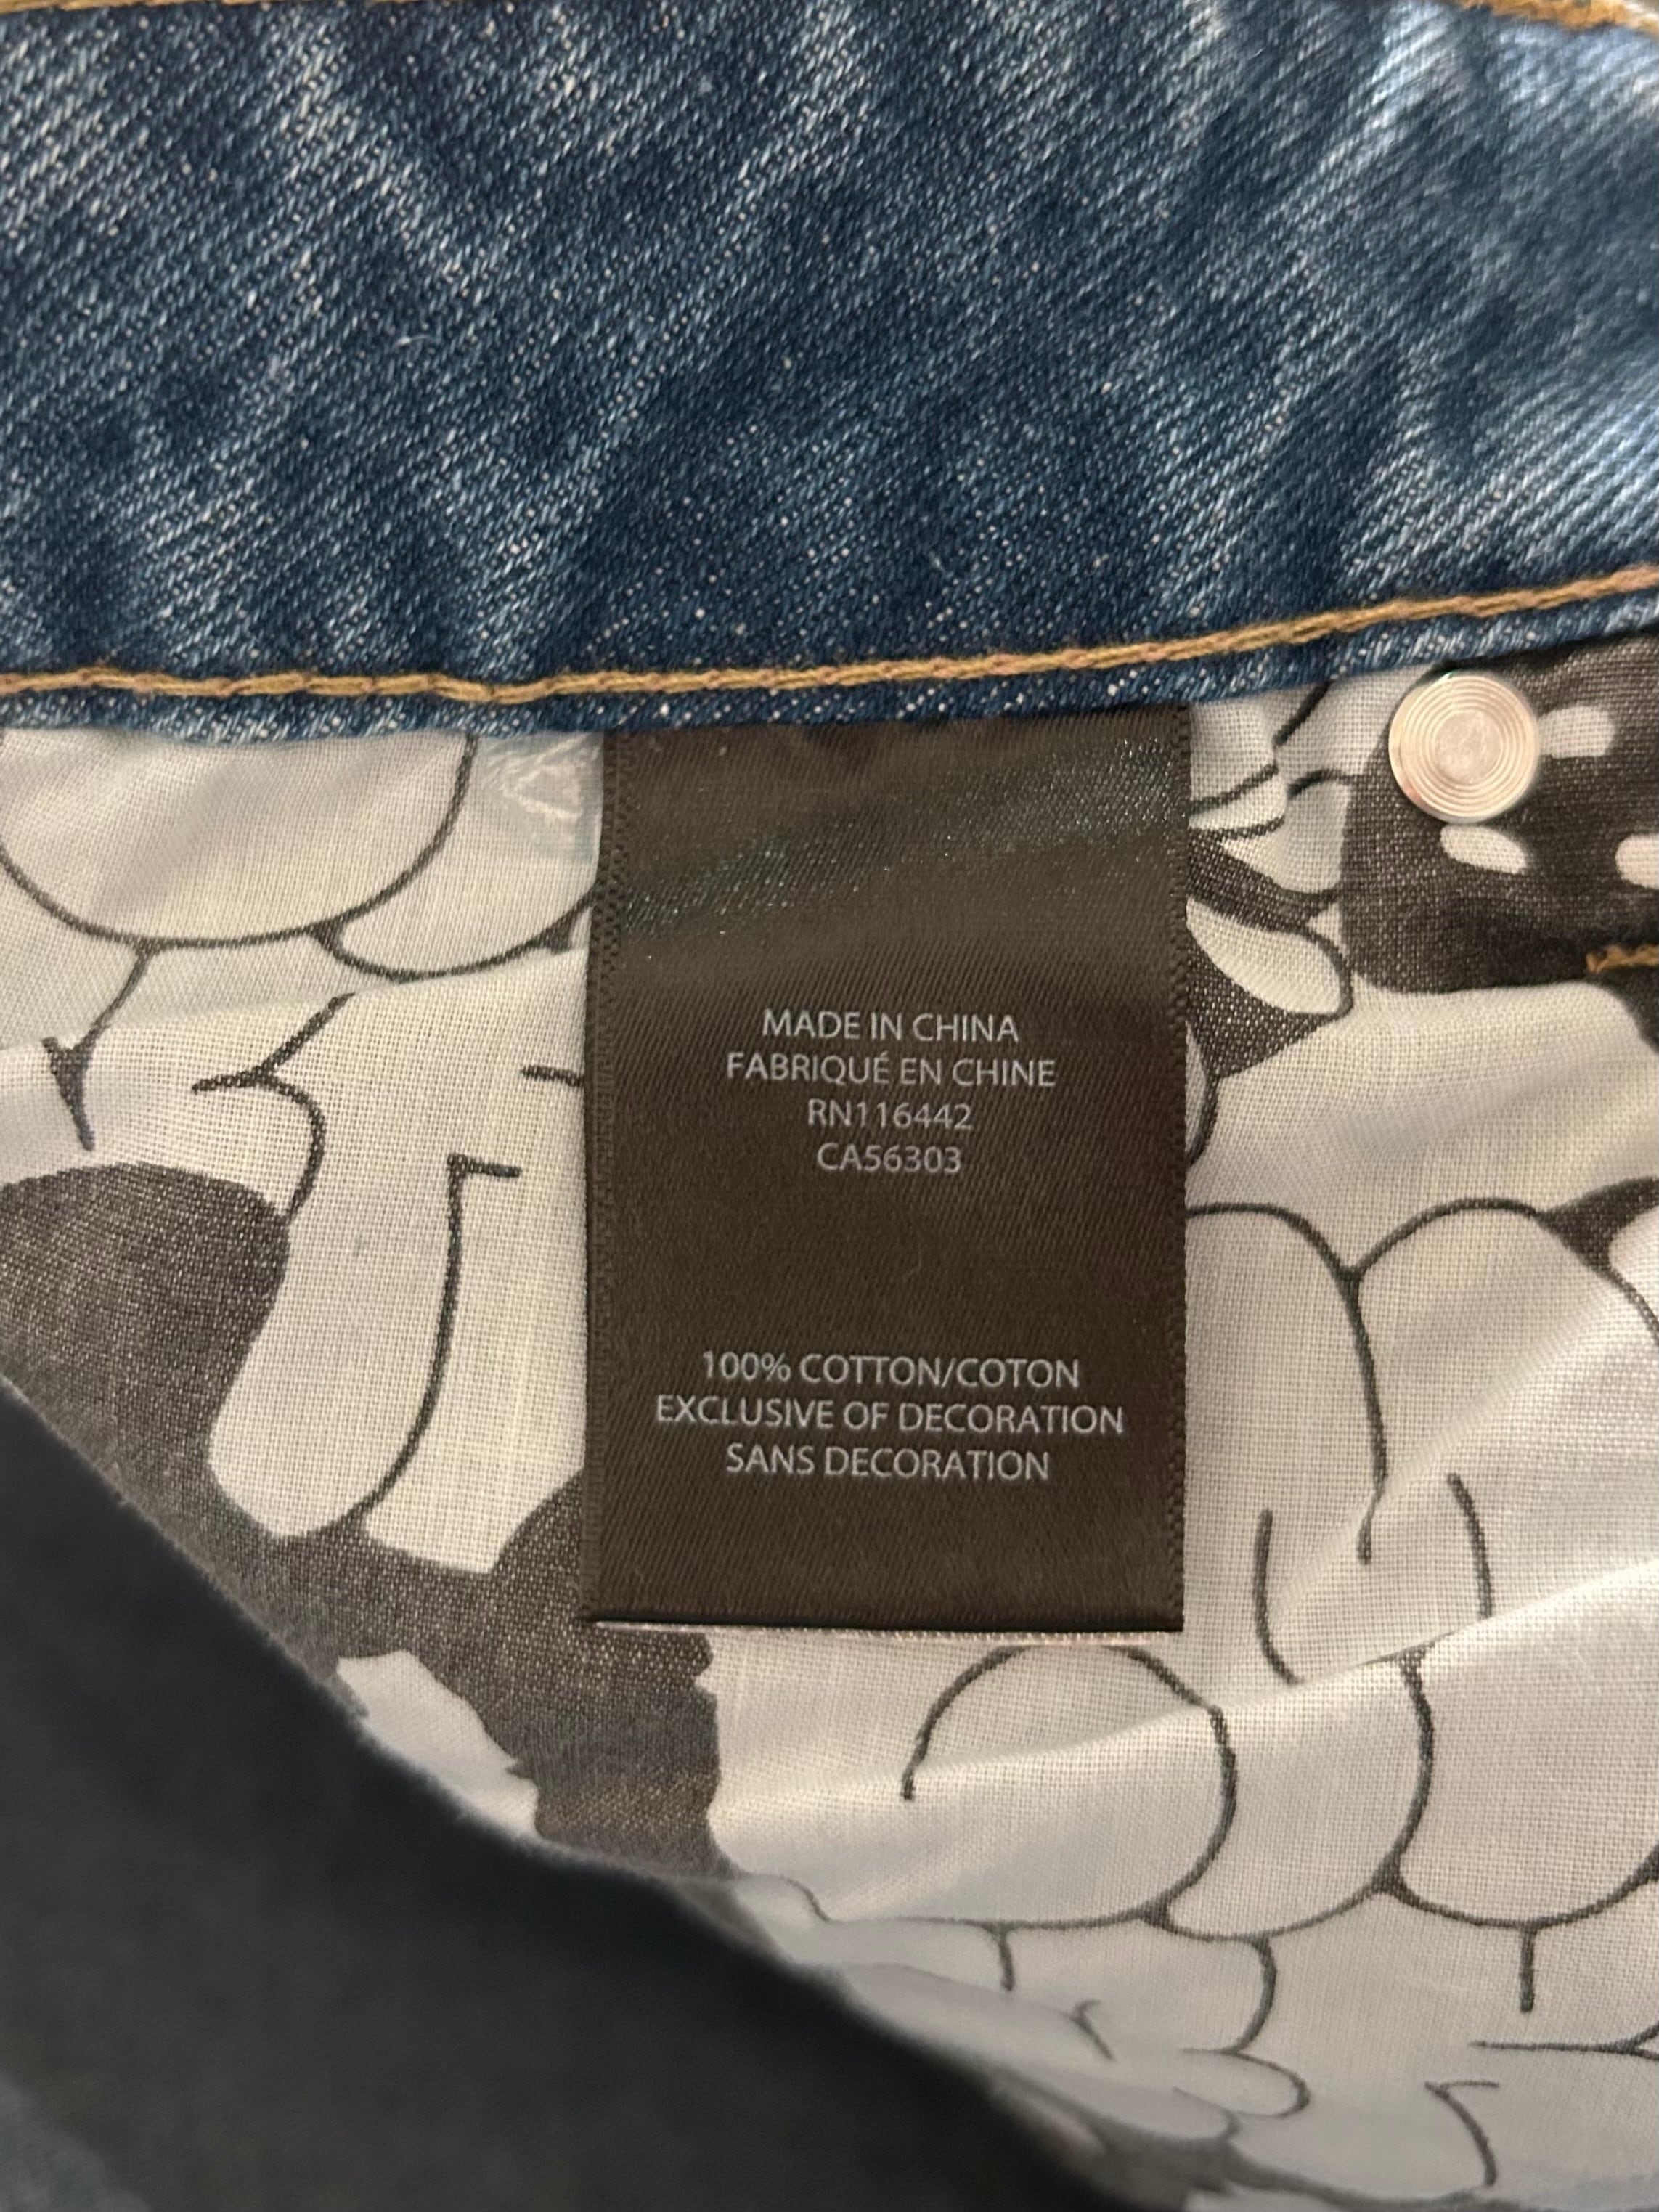 MADE IN CHINA
FABRIQUÉ EN CHINE
RN116442
CA56303
100% COTTON/COTON
EXCLUSIVE OF DECORATION
SANS DECORATION